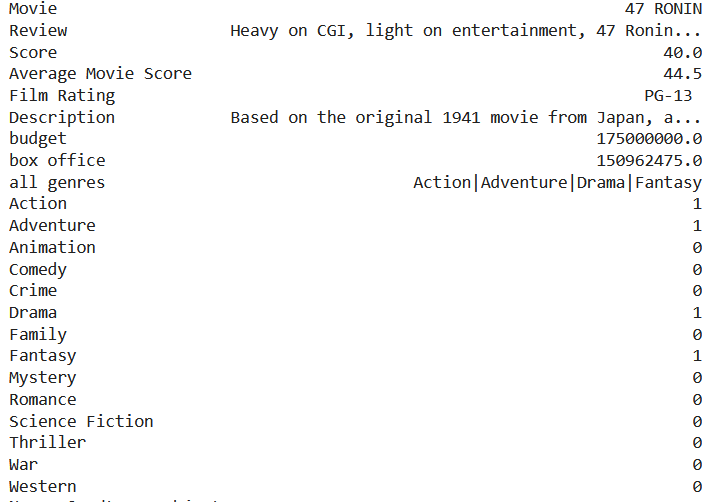 Movie 47 RONIN
Review Heavy on CGI, light on entertainment, 47 Ronin...
Score 40.0
Average Movie Score 44.5
Film Rating PG-13
Description Based on the original 1941 movie from Japan, a...
budget 175000000.0
box office 150962475.0
all genres Action|Adventure|Drama|Fantasy
Action 1
Adventure 1
Animation 0
Comedy 0
Crime 0
Drama 1
Family 0
Fantasy 1
Mystery 0
Romance 0
Science Fiction 0
Thriller 0
War 0
Western 0